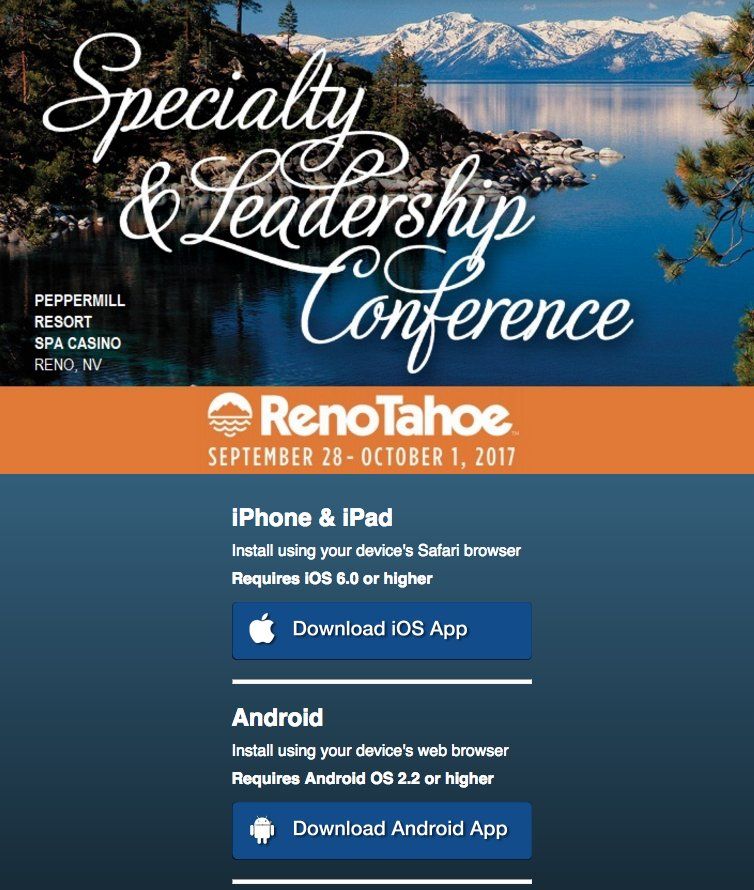 Specialty
& Leadership
Conference
PEPPERMILL
RESORT
SPA CASINO
RENO, NV
RenoTahoe™
SEPTEMBER 28 - OCTOBER 1, 2017
iPhone & iPad
Install using your device's Safari browser
Requires iOS 6.0 or higher
Download iOS App
Android
Install using your device's web browser
Requires Android OS 2.2 or higher
Download Android App